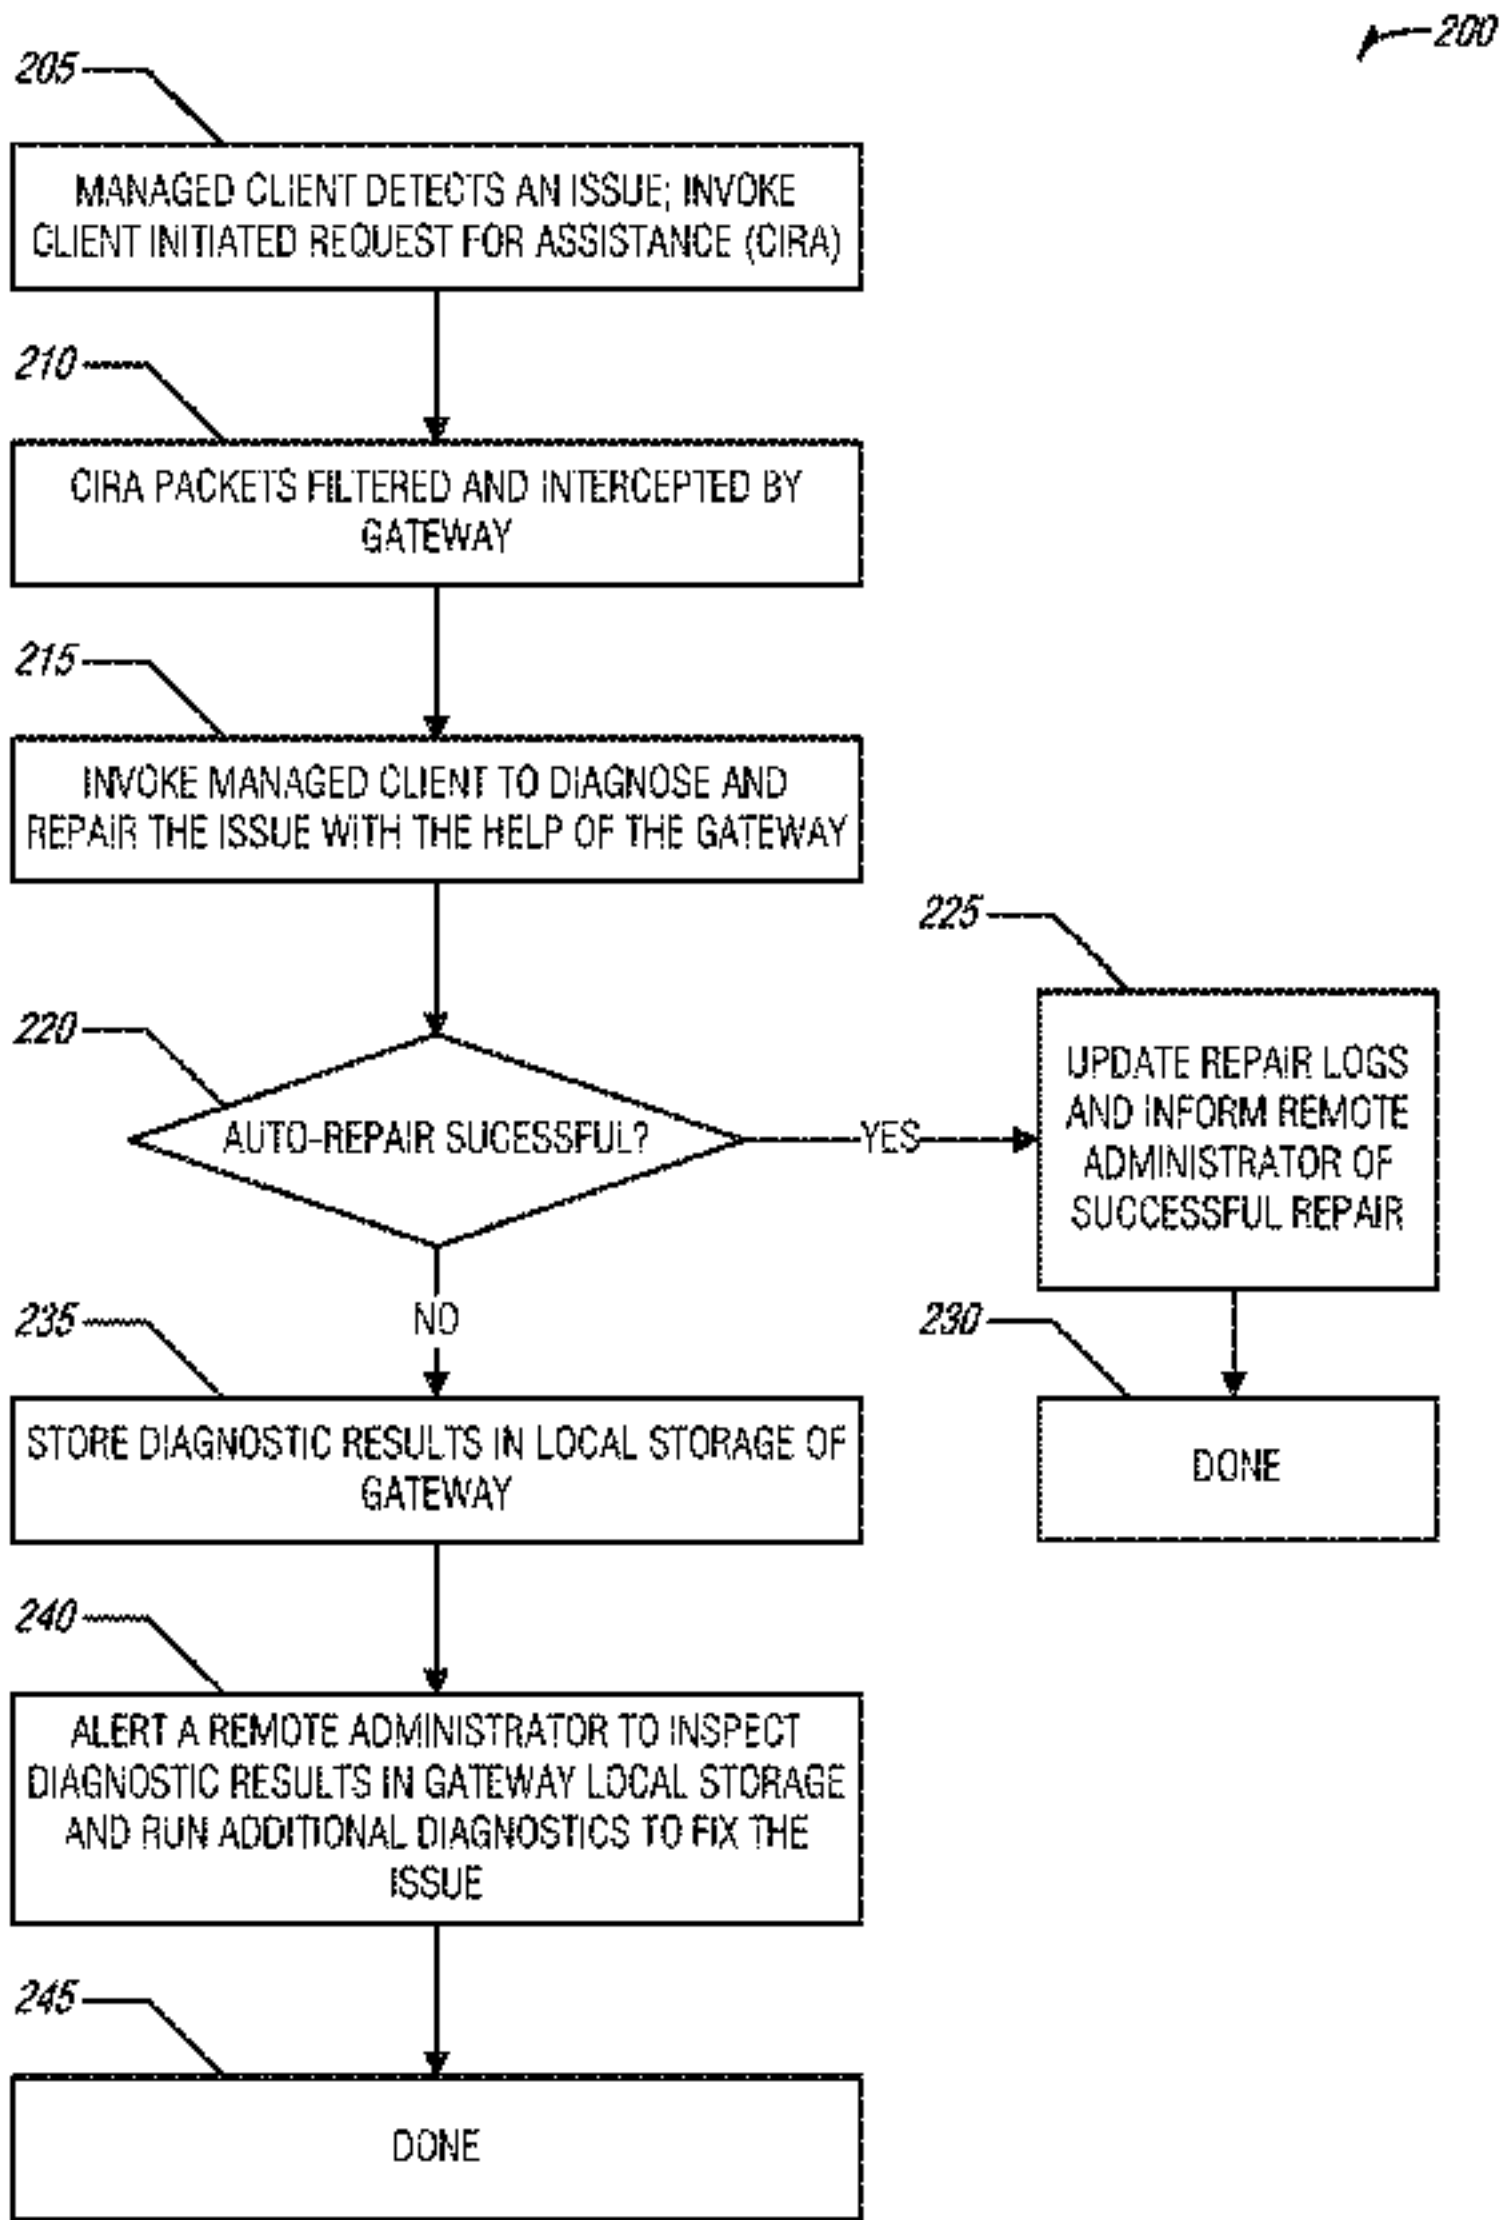 200
205
MANAGED CLIENT DETECTS AN ISSUE; INVOKE
CLIENT INITIATED REQUEST FOR ASSISTANCE (CIRA)
210
CIRA PACKETS FILTERED AND INTERCEPTED BY
GATEWAY
215
INVOKE MANAGED CLIENT TO DIAGNOSE AND
REPAIR THE ISSUE WITH THE HELP OF THE GATEWAY
220
AUTO-REPAIR SUCESSFUL?
YES
225
UPDATE REPAIR LOGS
AND INFORM REMOTE
ADMINISTRATOR OF
SUCCESSFUL REPAIR
230
DONE
NO
235
STORE DIAGNOSTIC RESULTS IN LOCAL STORAGE OF
GATEWAY
240
ALERT A REMOTE ADMINISTRATOR TO INSPECT
DIAGNOSTIC RESULTS IN GATEWAY LOCAL STORAGE
AND RUN ADDITIONAL DIAGNOSTICS TO FIX THE
ISSUE
245
DONE